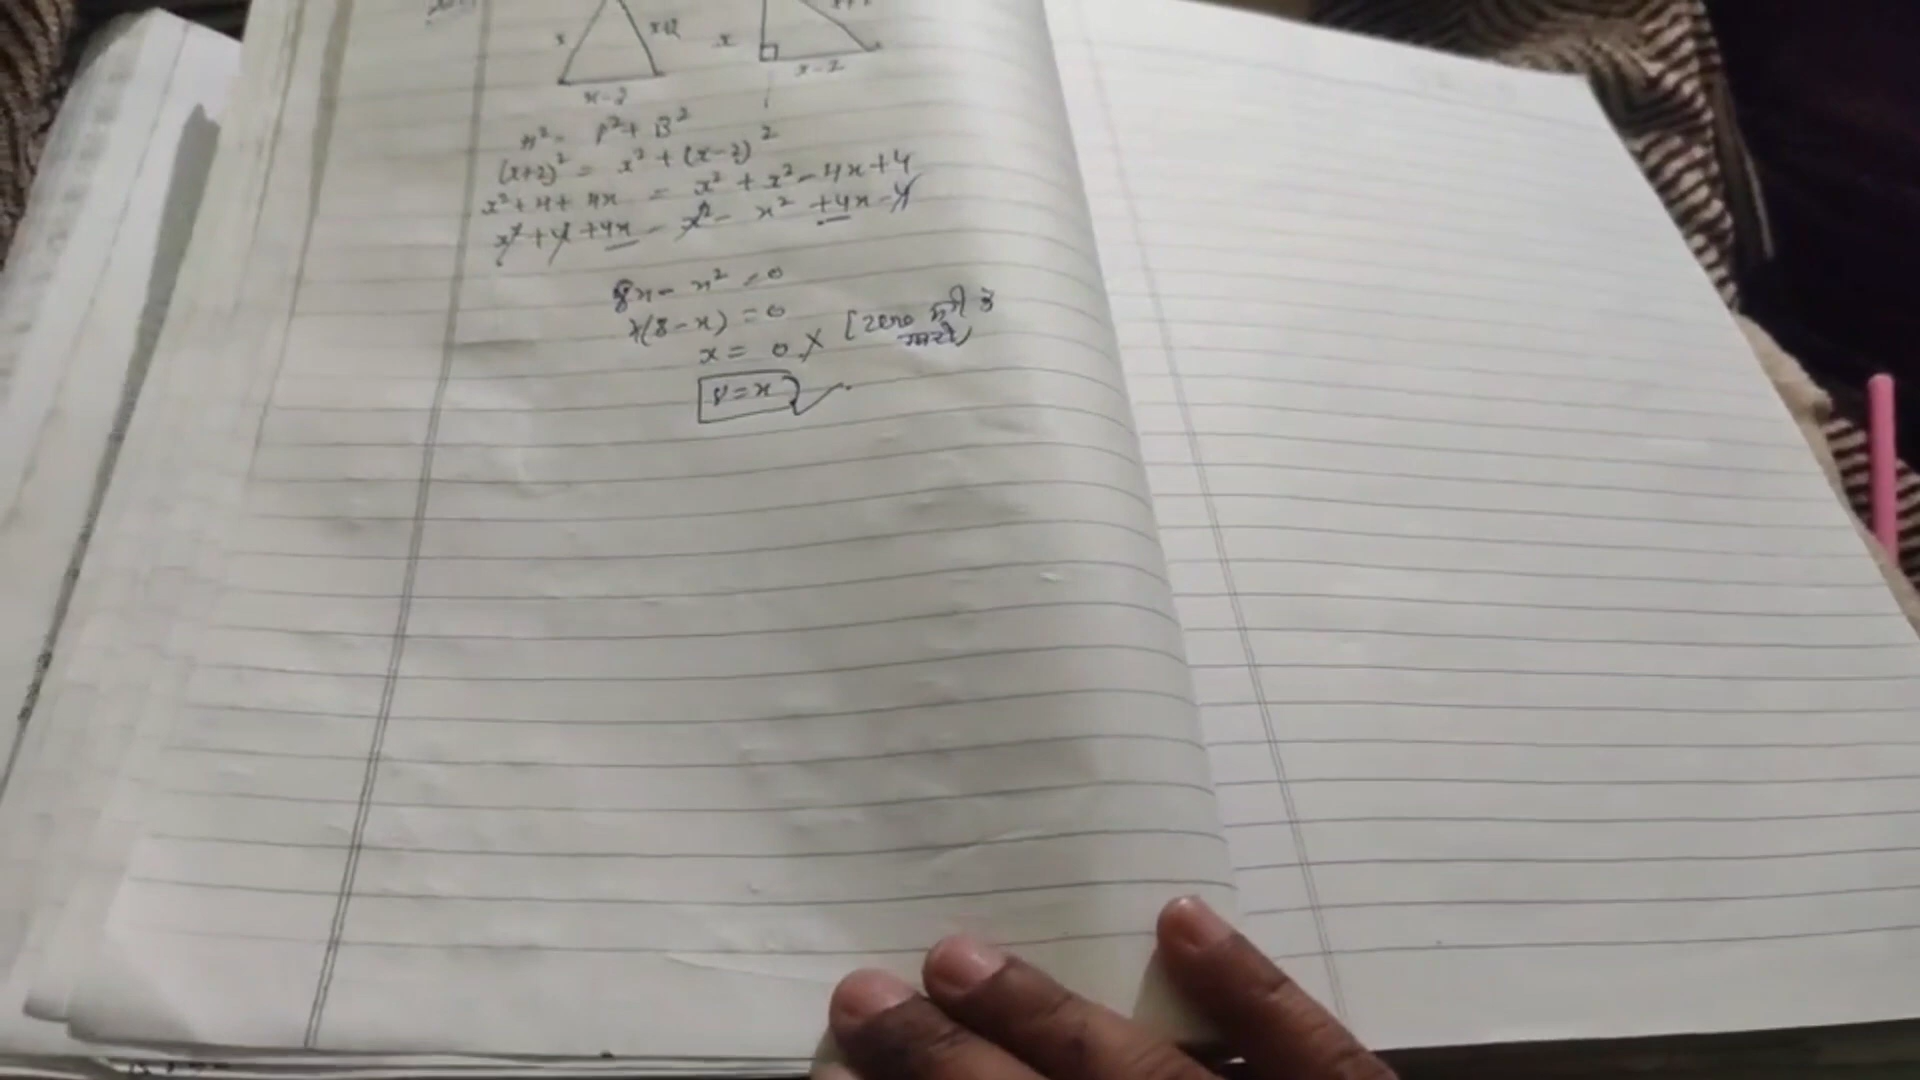 x
x+2
x-2
x
x-2
H² = P² + B²
(x+2)² = x² + (x-2)²
x² + 4 + 4x = x² + x² - 4x + 4
x² + 4 + 4x - x² - x² + 4x - 4
8x - x² = 0
x(8-x) = 0
x = 0 × [zero
8 = x ✓